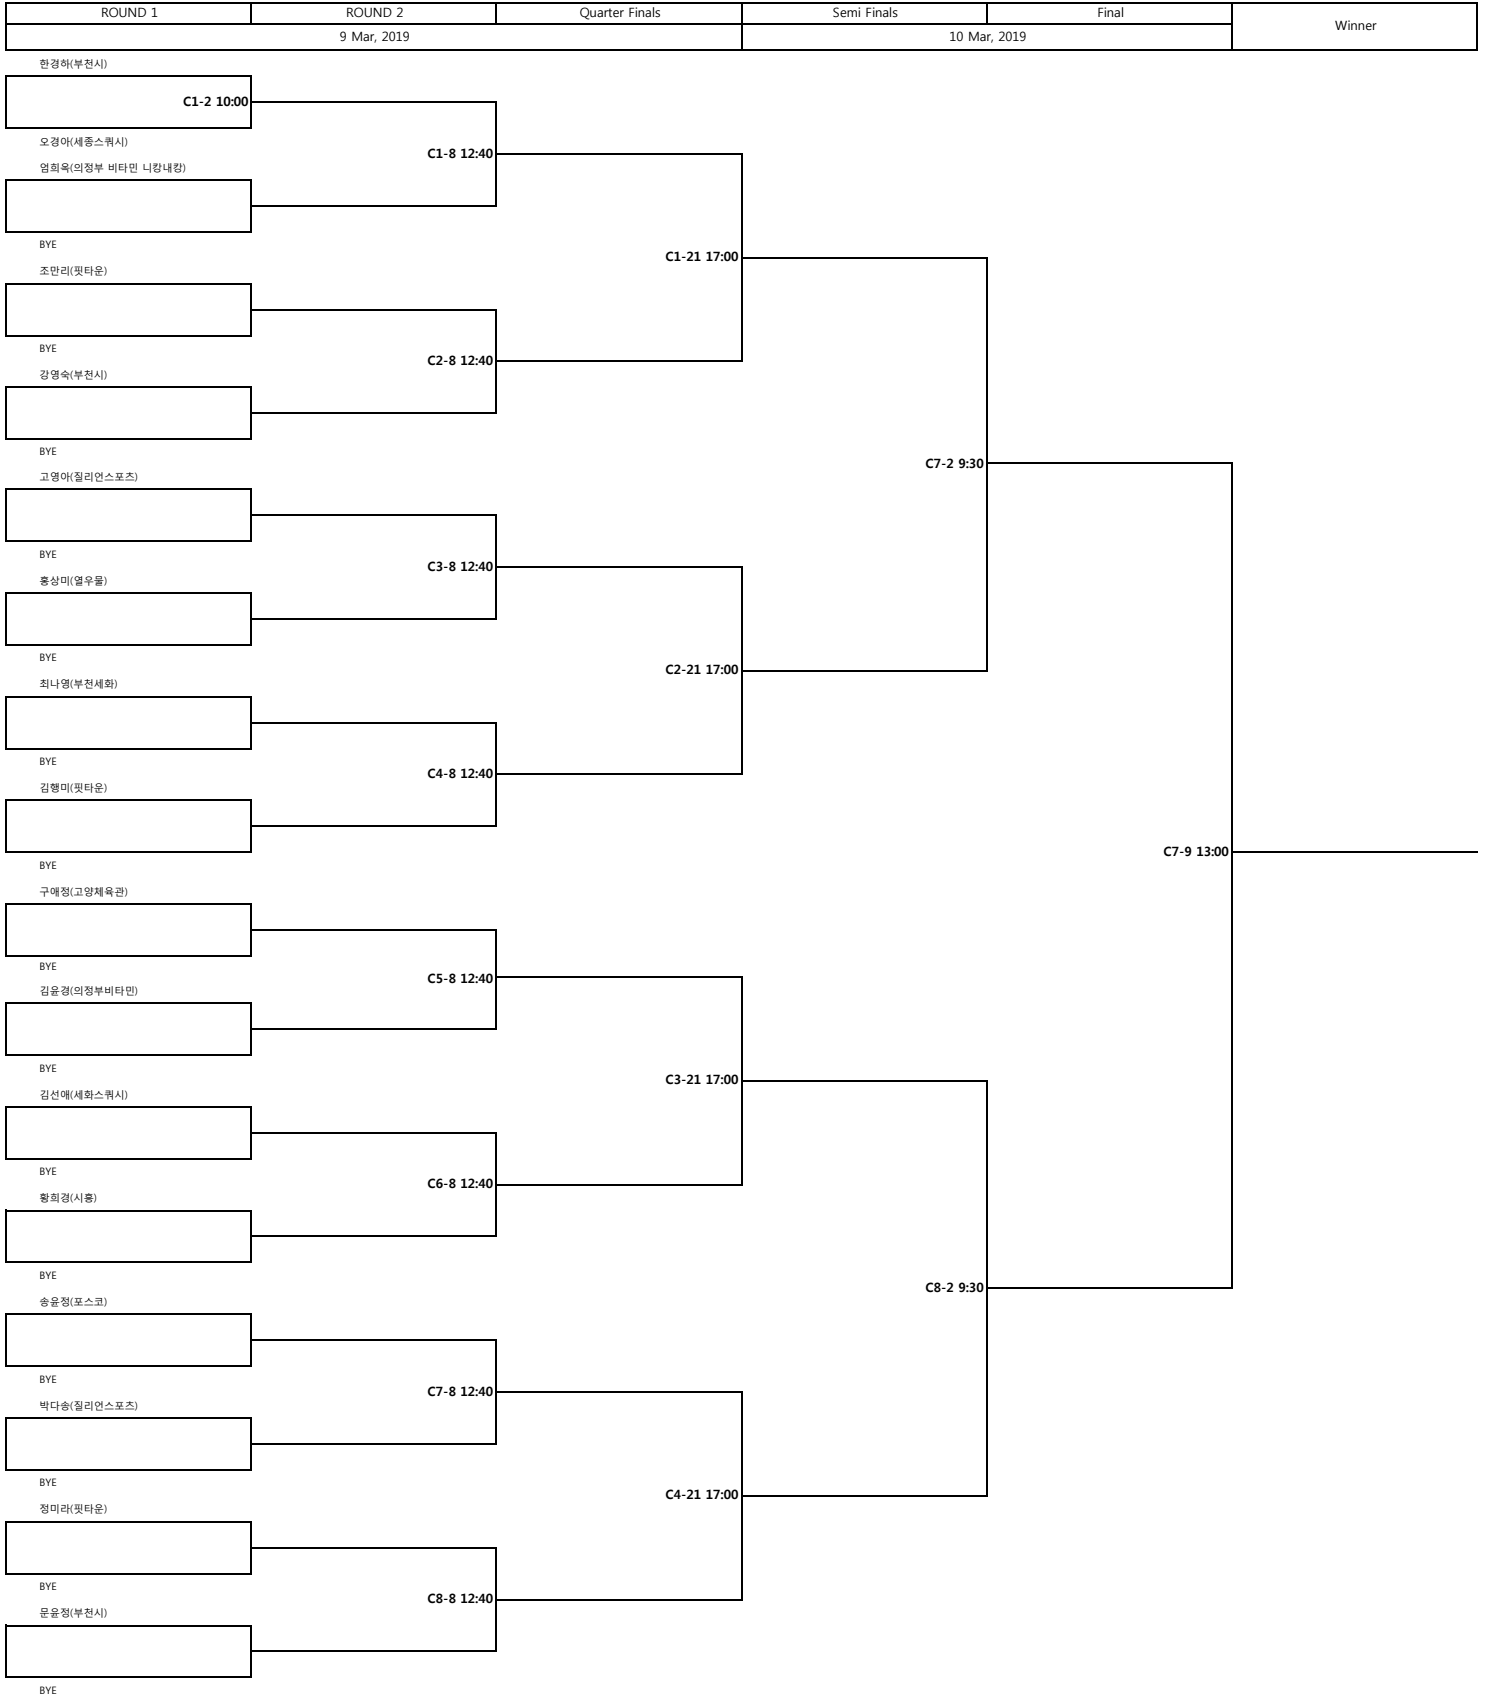 ROUND 1 ROUND 2 Quarter Finals Semi Finals Final Winner
9 Mar, 2019 10 Mar, 2019
한경하(부천시)
C1-2 10:00
오경아(세종스쿼시)
C1-8 12:40
엄희옥(의정부 비타민 니캉내캉)
BYE
C1-21 17:00
조만리(핏타운)
BYE
C2-8 12:40
강영숙(부천시)
BYE
C7-2 9:30
고영아(질리언스포츠)
BYE
C3-8 12:40
홍상미(열우물)
BYE
C2-21 17:00
최나영(부천세화)
BYE
C4-8 12:40
김행미(핏타운)
C7-9 13:00
BYE
구애정(고양체육관)
BYE
C5-8 12:40
김윤경(의정부비타민)
BYE
C3-21 17:00
김선애(세화스쿼시)
BYE
C6-8 12:40
황희경(시흥)
BYE
C8-2 9:30
송윤정(포스코)
BYE
C7-8 12:40
박다송(질리언스포츠)
BYE
C4-21 17:00
정미라(핏타운)
BYE
C8-8 12:40
문윤정(부천시)
BYE